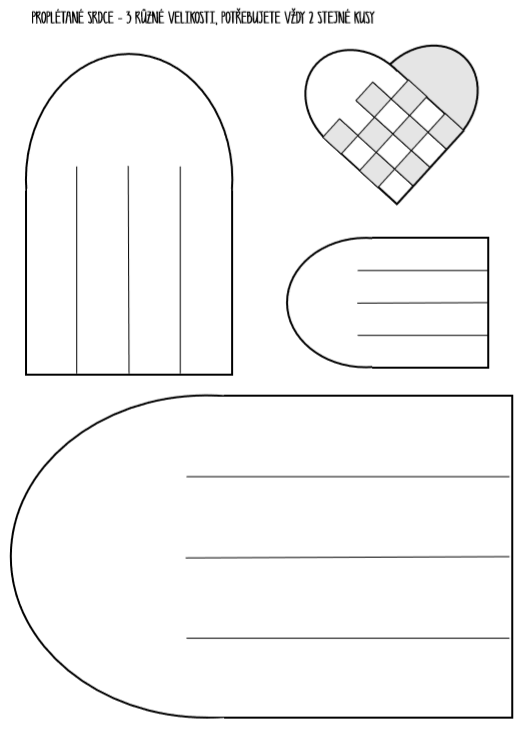 PROPLÉTANÉ SRDCE - 3 RŮZNÉ VELIKOSTI, POTŘEBUJETE VŽDY 2 STEJNÉ KUSY